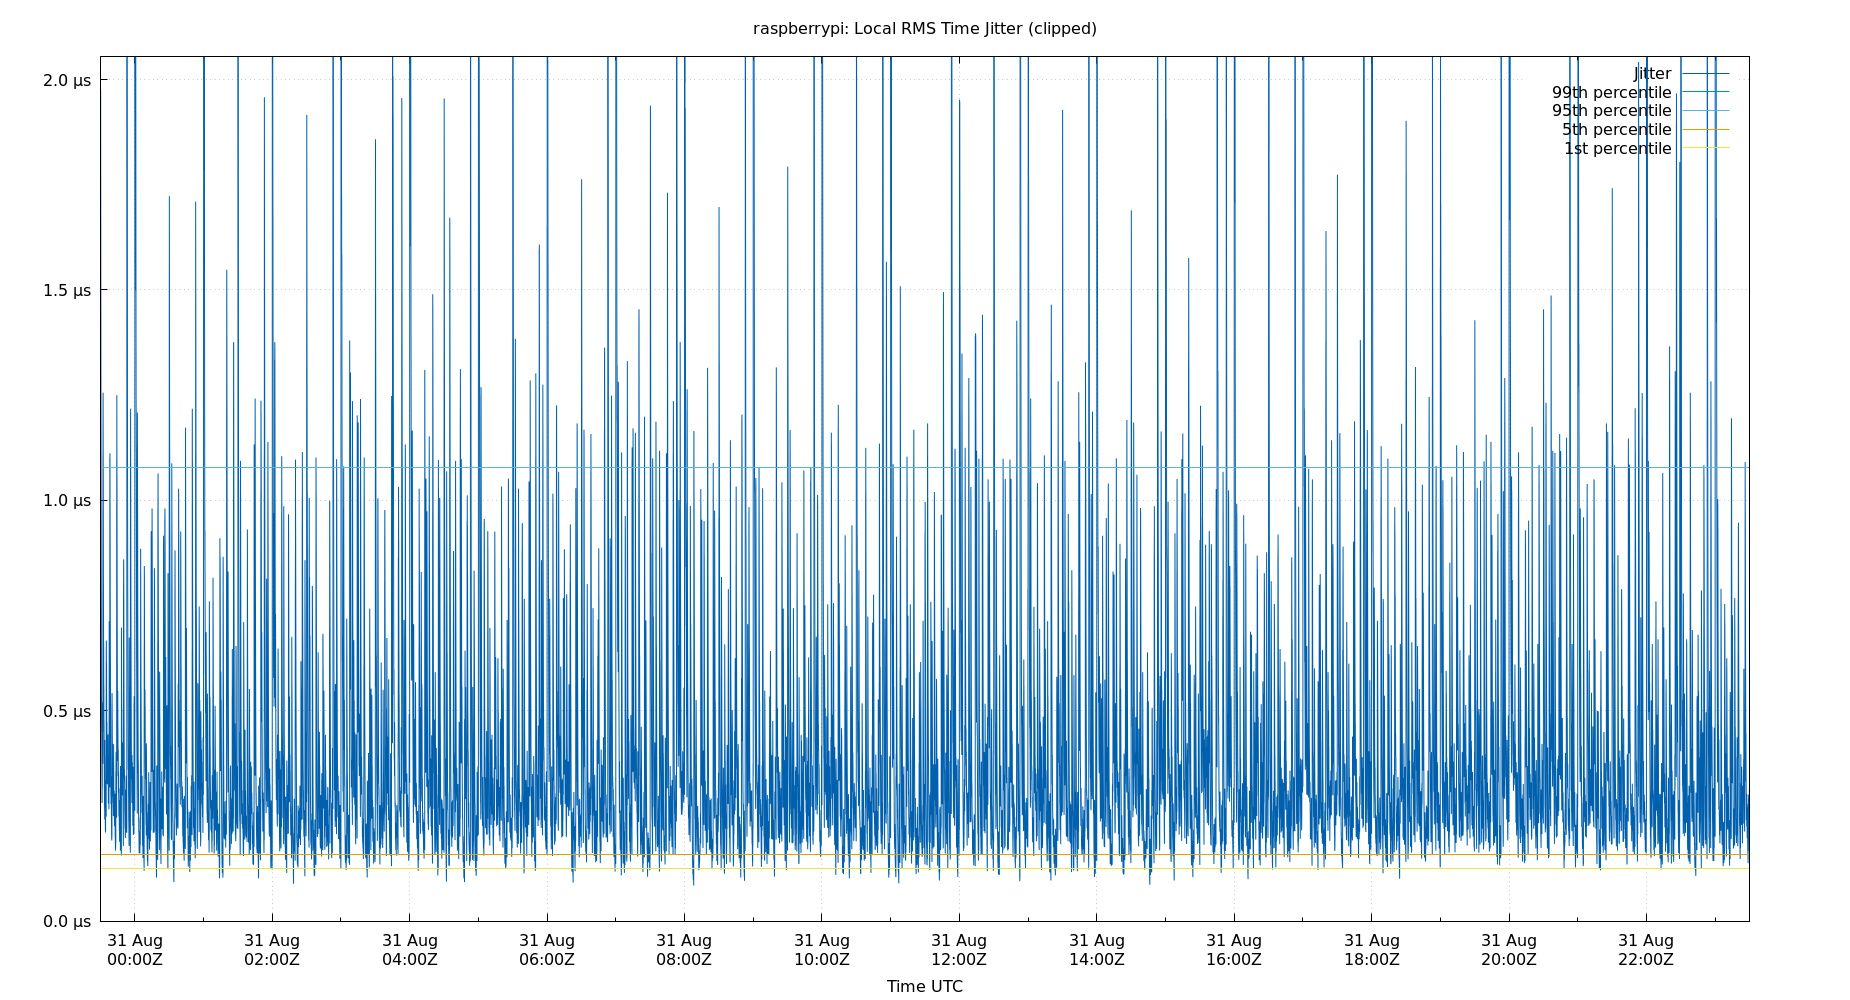 raspberrypi: Local RMS Time Jitter (clipped)
2.0 µs
1.5 µs
1.0 µs
0.5 µs
0.0 µs
Jitter
99th percentile
95th percentile
5th percentile
1st percentile
31 Aug 31 Aug 31 Aug 31 Aug 31 Aug 31 Aug 31 Aug 31 Aug 31 Aug 31 Aug 31 Aug 31 Aug
00:00Z 02:00Z 04:00Z 06:00Z 08:00Z 10:00Z 12:00Z 14:00Z 16:00Z 18:00Z 20:00Z 22:00Z
Time UTC